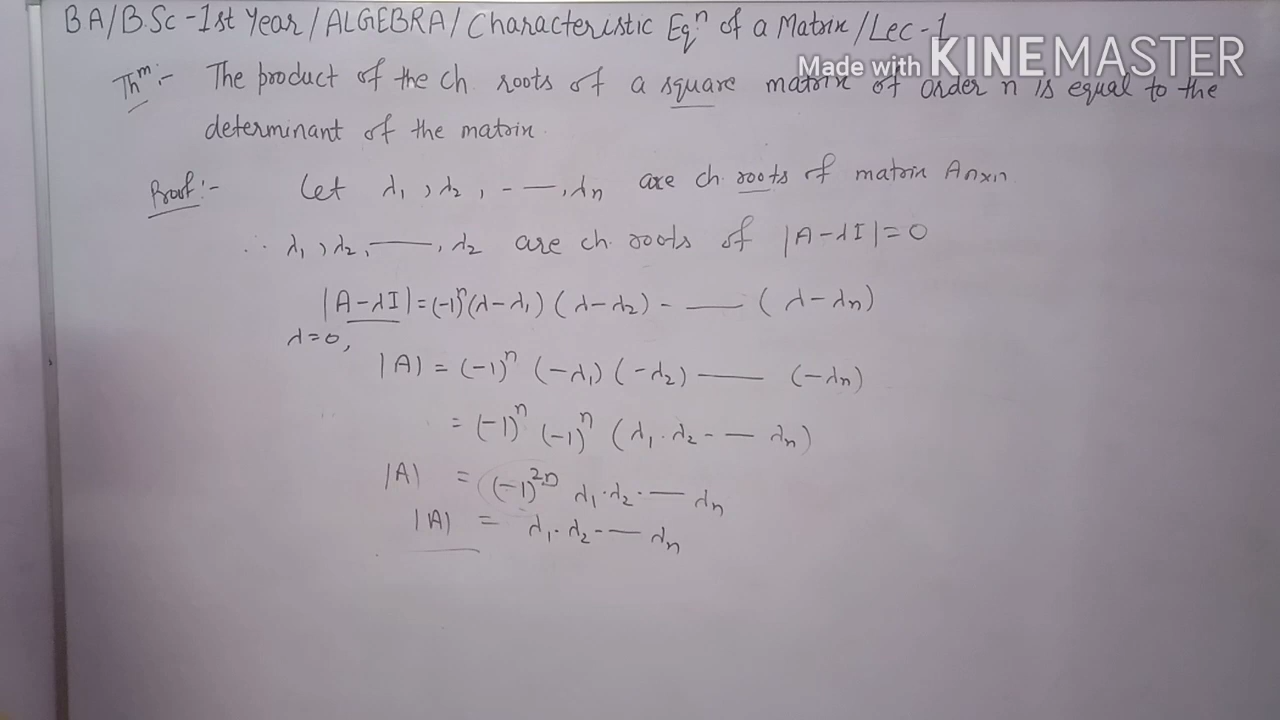 BA/B.Sc-1st Year/ALGEBRA/Characteristic Eqⁿ of a Matrix/Lec-1
Made with KINEMASTER
Thᵐ:- The product of the ch roots of a square matrix of order n is equal to the
determinant of the matrix.
Proof:- Let λ₁, λ₂, - —, λn are ch. roots of matrix Anxn.
∴ λ₁, λ₂, —, λ₂ are ch. roots of |A-λI|=0
|A-λI|=(-1)ⁿ(λ-λ₁)(λ-λ₂)- —(λ-λn)
λ=0,
|A| = (-1)ⁿ (-λ₁)(-λ₂) — (-λn)
= (-1)ⁿ (-1)ⁿ (λ₁.λ₂- — λn)
|A| = (-1)²ⁿ λ₁.λ₂.— λn
|A| = λ₁.λ₂-— λn